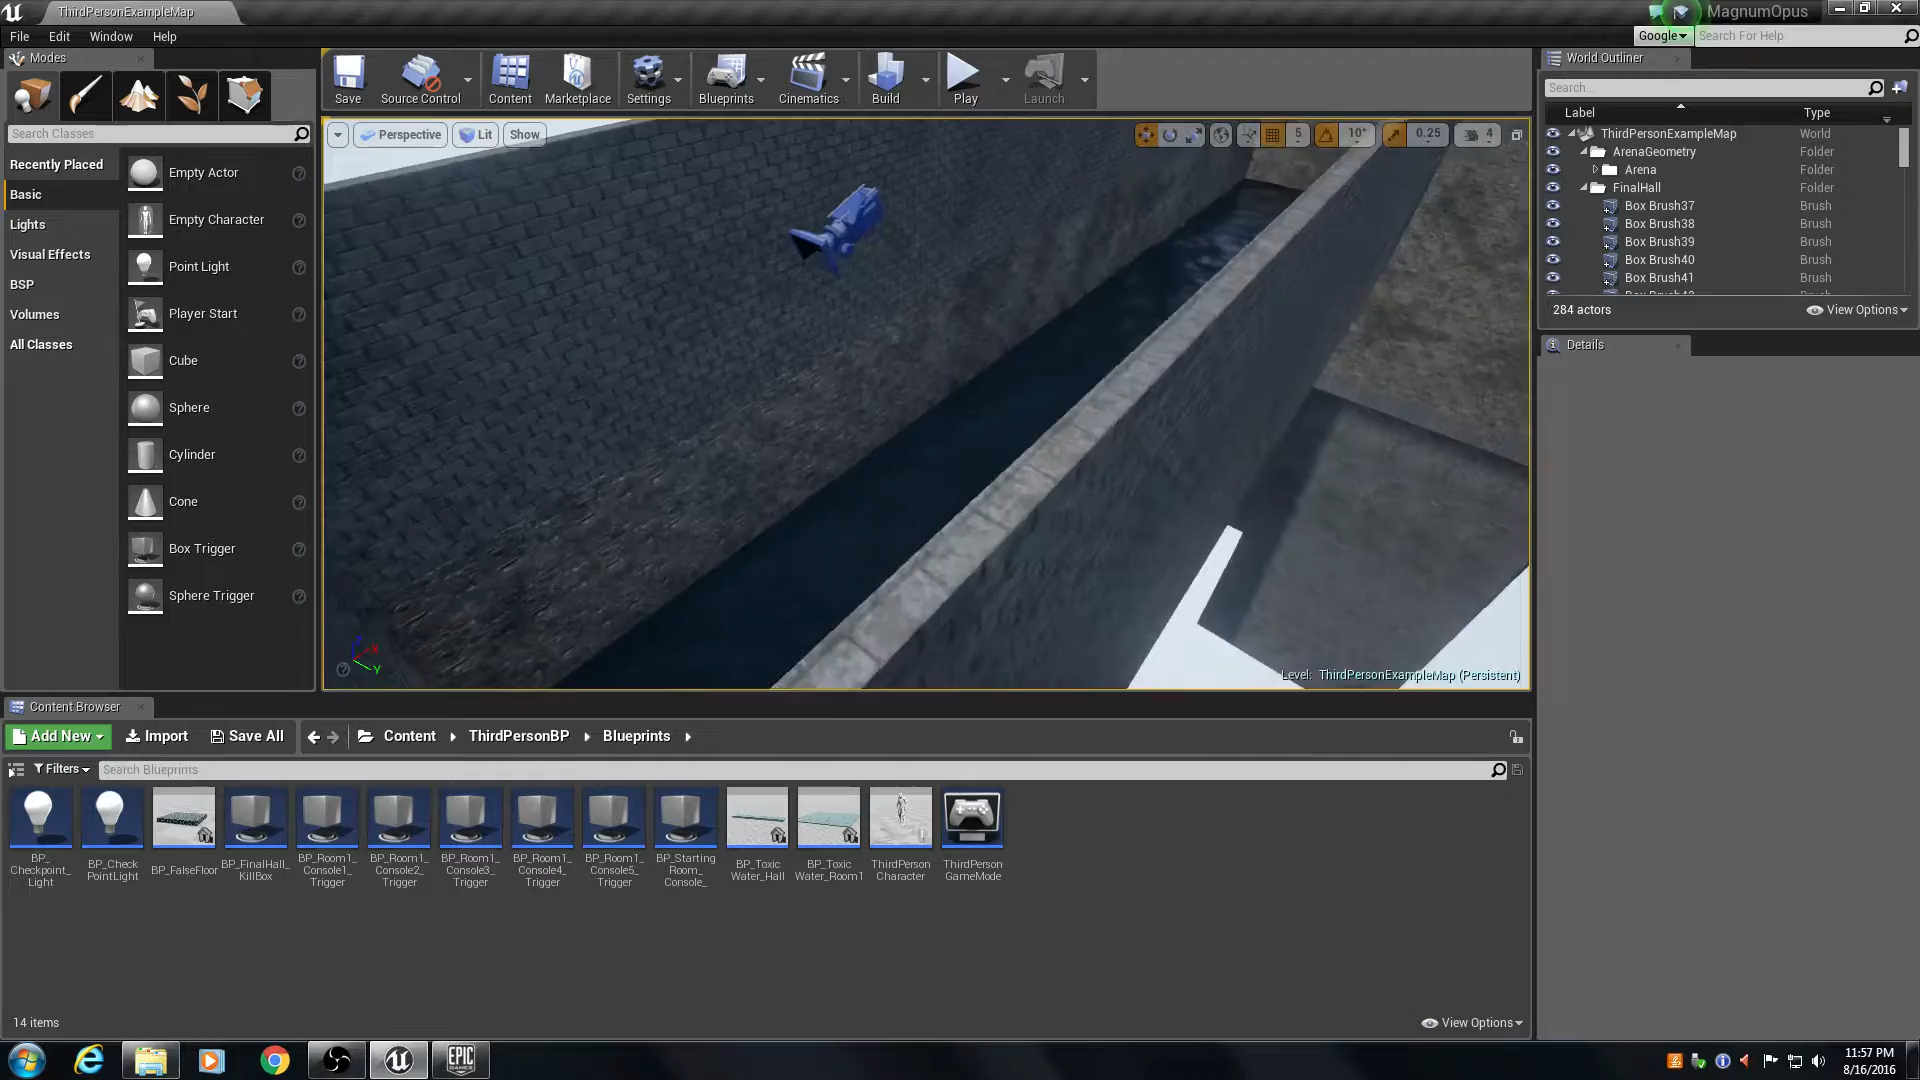 ThirdPersonExampleMap
MagnumOpus
File Edit Window Help
Google
Search For Help
Modes
Search Classes
Recently Placed
Basic
Lights
Visual Effects
BSP
Volumes
All Classes
Empty Actor
Empty Character
Point Light
Player Start
Cube
Sphere
Cylinder
Cone
Box Trigger
Sphere Trigger
Save
Source Control
Content
Marketplace
Settings
Blueprints
Cinematics
Build
Play
Launch
Perspective
Lit
Show
5
10°
0.25
4
Z
X
Y
Level: ThirdPersonExampleMap (Persistent)
World Outliner
Search...
Label Type
ThirdPersonExampleMap World
ArenaGeometry Folder
Arena Folder
FinalHall Folder
Box Brush37 Brush
Box Brush38 Brush
Box Brush39 Brush
Box Brush40 Brush
Box Brush41 Brush
284 actors
View Options
Details
Content Browser
Add New
Import
Save All
Content
ThirdPersonBP
Blueprints
Filters
Search Blueprints
BP_
Checkpoint_
Light
BP_Check
PointLight
BP_FalseFloor
BP_FinalHall_
KillBox
BP_Room1_
Console1_
Trigger
BP_Room1_
Console2_
Trigger
BP_Room1_
Console3_
Trigger
BP_Room1_
Console4_
Trigger
BP_Room1_
Console5_
Trigger
BP_Starting
Room_
Console_
BP_Toxic
Water_Hall
BP_Toxic
Water_Room1
ThirdPerson
Character
ThirdPerson
GameMode
14 items
View Options
EPIC
GAMES
11:57 PM
8/16/2016